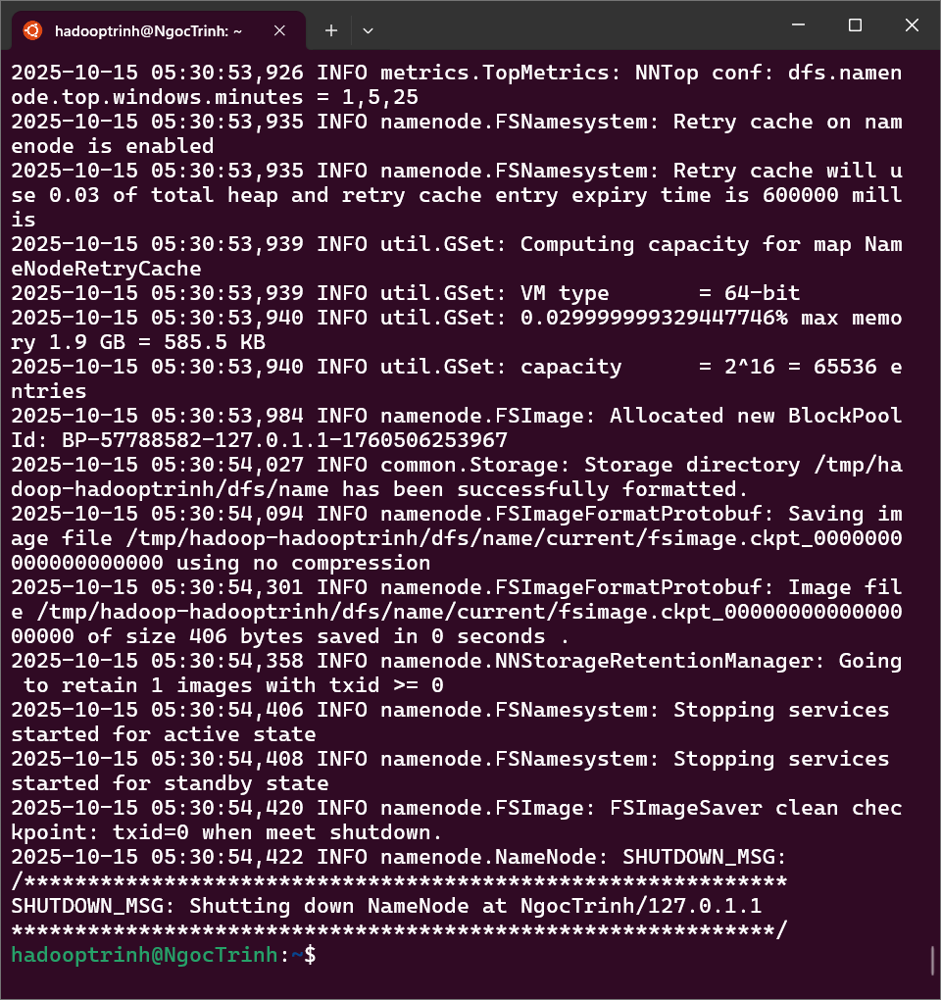 hadooptrinh@NgocTrinh: ~
2025-10-15 05:30:53,926 INFO metrics.TopMetrics: NNTop conf: dfs.namen
ode.top.windows.minutes = 1,5,25
2025-10-15 05:30:53,935 INFO namenode.FSNamesystem: Retry cache on nam
enode is enabled
2025-10-15 05:30:53,935 INFO namenode.FSNamesystem: Retry cache will u
se 0.03 of total heap and retry cache entry expiry time is 600000 mill
is
2025-10-15 05:30:53,939 INFO util.GSet: Computing capacity for map Nam
eNodeRetryCache
2025-10-15 05:30:53,939 INFO util.GSet: VM type       = 64-bit
2025-10-15 05:30:53,940 INFO util.GSet: 0.029999999329447746% max memo
ry 1.9 GB = 585.5 KB
2025-10-15 05:30:53,940 INFO util.GSet: capacity      = 2^16 = 65536 e
ntries
2025-10-15 05:30:53,984 INFO namenode.FSImage: Allocated new BlockPool
Id: BP-57788582-127.0.1.1-1760506253967
2025-10-15 05:30:54,027 INFO common.Storage: Storage directory /tmp/ha
doop-hadooptrinh/dfs/name has been successfully formatted.
2025-10-15 05:30:54,094 INFO namenode.FSImageFormatProtobuf: Saving im
age file /tmp/hadoop-hadooptrinh/dfs/name/current/fsimage.ckpt_0000000
000000000000 using no compression
2025-10-15 05:30:54,301 INFO namenode.FSImageFormatProtobuf: Image fil
e /tmp/hadoop-hadooptrinh/dfs/name/current/fsimage.ckpt_00000000000000
00000 of size 406 bytes saved in 0 seconds .
2025-10-15 05:30:54,358 INFO namenode.NNStorageRetentionManager: Going
 to retain 1 images with txid >= 0
2025-10-15 05:30:54,406 INFO namenode.FSNamesystem: Stopping services
started for active state
2025-10-15 05:30:54,408 INFO namenode.FSNamesystem: Stopping services
started for standby state
2025-10-15 05:30:54,420 INFO namenode.FSImage: FSImageSaver clean chec
kpoint: txid=0 when meet shutdown.
2025-10-15 05:30:54,422 INFO namenode.NameNode: SHUTDOWN_MSG:
/************************************************************
SHUTDOWN_MSG: Shutting down NameNode at NgocTrinh/127.0.1.1
************************************************************/
hadooptrinh@NgocTrinh:~$